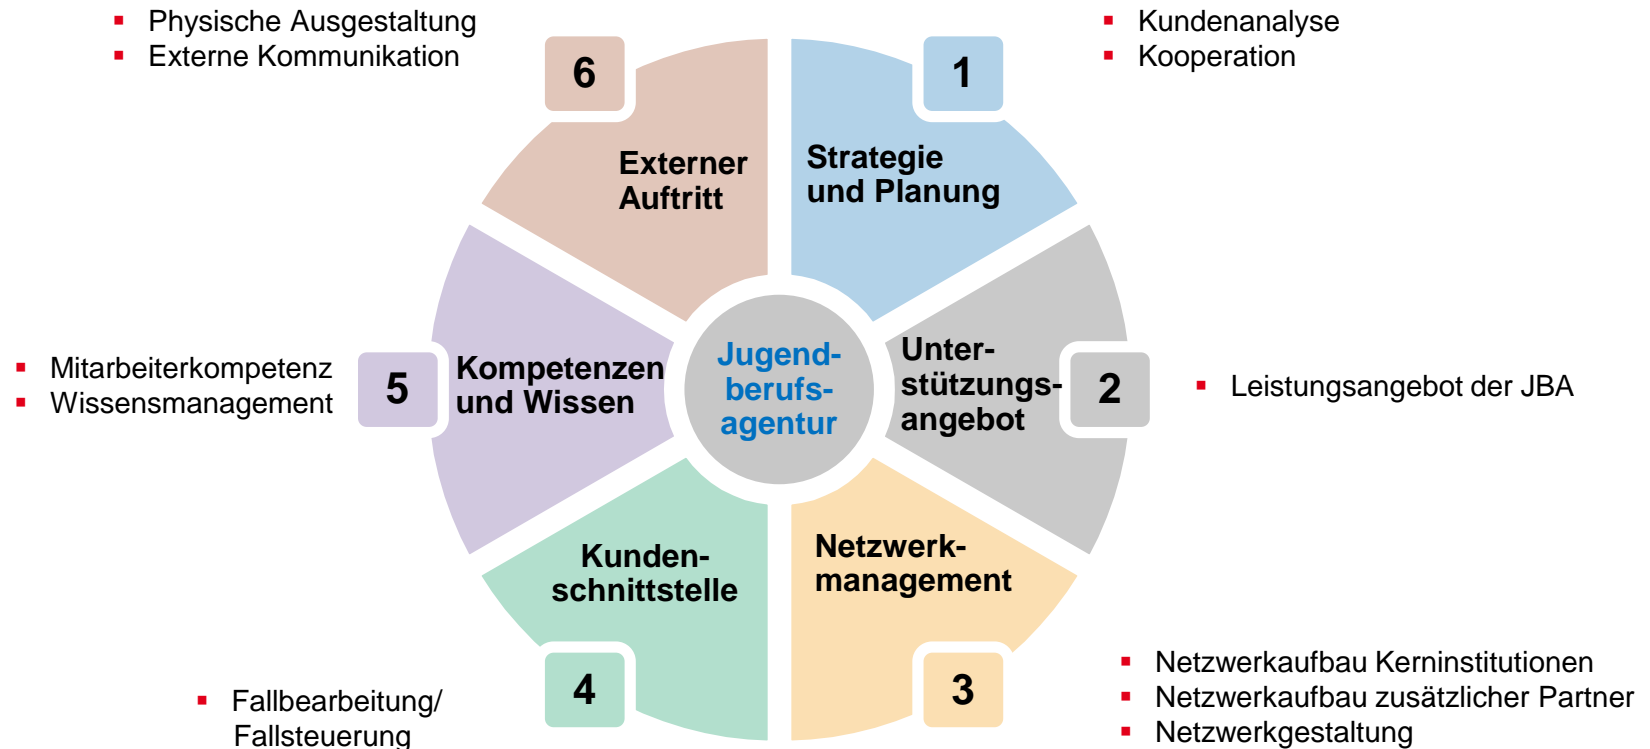 Physische Ausgestaltung
Externe Kommunikation
6
1
Kundenanalyse
Kooperation
Externer
Auftritt
Strategie
und Planung
Mitarbeiterkompetenz
Wissensmanagement
5
Kompetenzen
und Wissen
Jugend-
berufs-
agentur
Unter-
stützungs-
angebot
2
Leistungsangebot der JBA
Kunden-
schnittstelle
Netzwerk-
management
Fallbearbeitung/
Fallsteuerung
4
3
Netzwerkaufbau Kerninstitutionen
Netzwerkaufbau zusätzlicher Partner
Netzwerkgestaltung